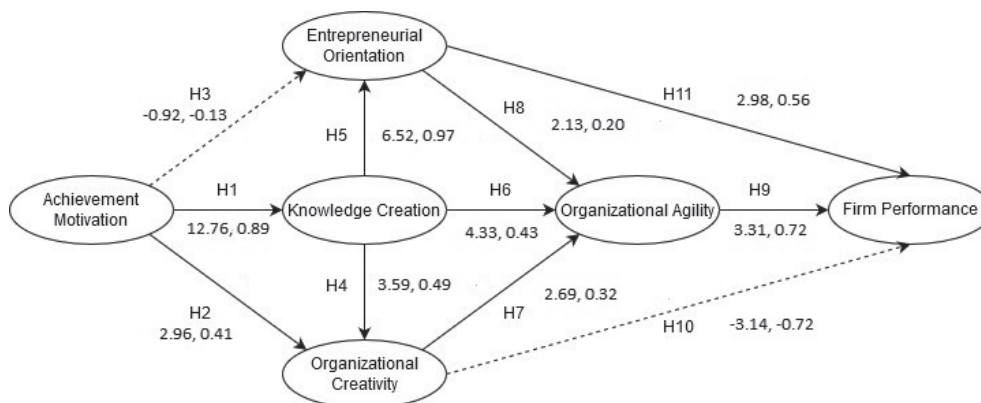 Entrepreneurial
Orientation
H3
-0.92, -0.13
H11
2.98, 0.56
H8
2.13, 0.20
H5
6.52, 0.97
Achievement
Motivation
H1
12.76, 0.89
Knowledge Creation
H6
4.33, 0.43
Organizational Agility
H9
3.31, 0.72
Firm Performance
H4
3.59, 0.49
H2
2.96, 0.41
H7
2.69, 0.32
H10
-3.14, -0.72
Organizational
Creativity